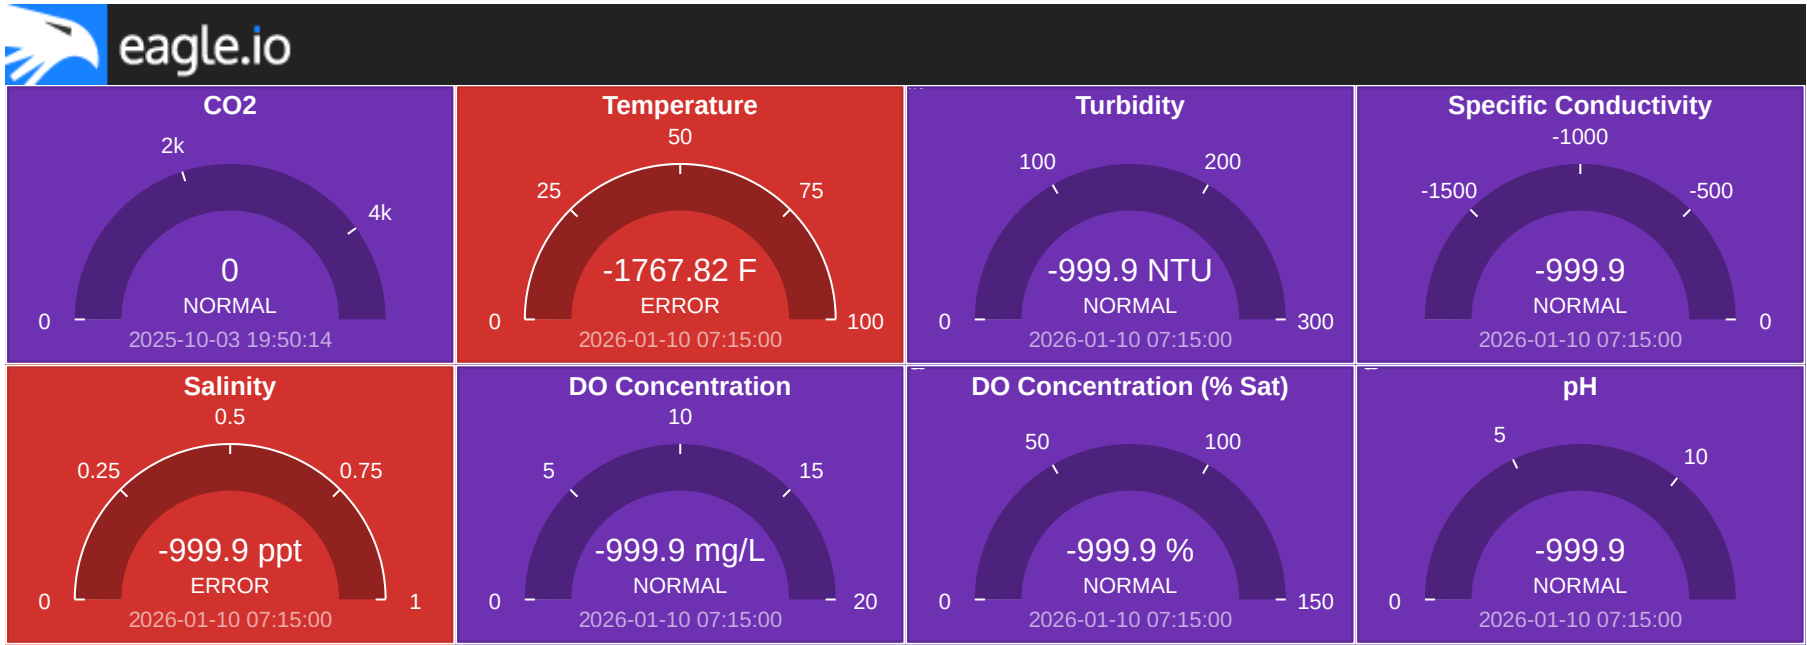 eagle.io
CO2
2k
4k
0
0
NORMAL
2025-10-03 19:50:14
Temperature
50
25
75
-1767.82 F
ERROR
0
100
2026-01-10 07:15:00
Turbidity
100
200
-999.9 NTU
NORMAL
0
300
2026-01-10 07:15:00
Specific Conductivity
-1000
-1500
-500
-999.9
NORMAL
0
2026-01-10 07:15:00
Salinity
0.5
0.25
0.75
-999.9 ppt
ERROR
0
1
2026-01-10 07:15:00
DO Concentration
10
5
15
-999.9 mg/L
NORMAL
0
20
2026-01-10 07:15:00
DO Concentration (% Sat)
50
100
-999.9 %
NORMAL
0
150
2026-01-10 07:15:00
pH
5
10
-999.9
NORMAL
0
2026-01-10 07:15:00